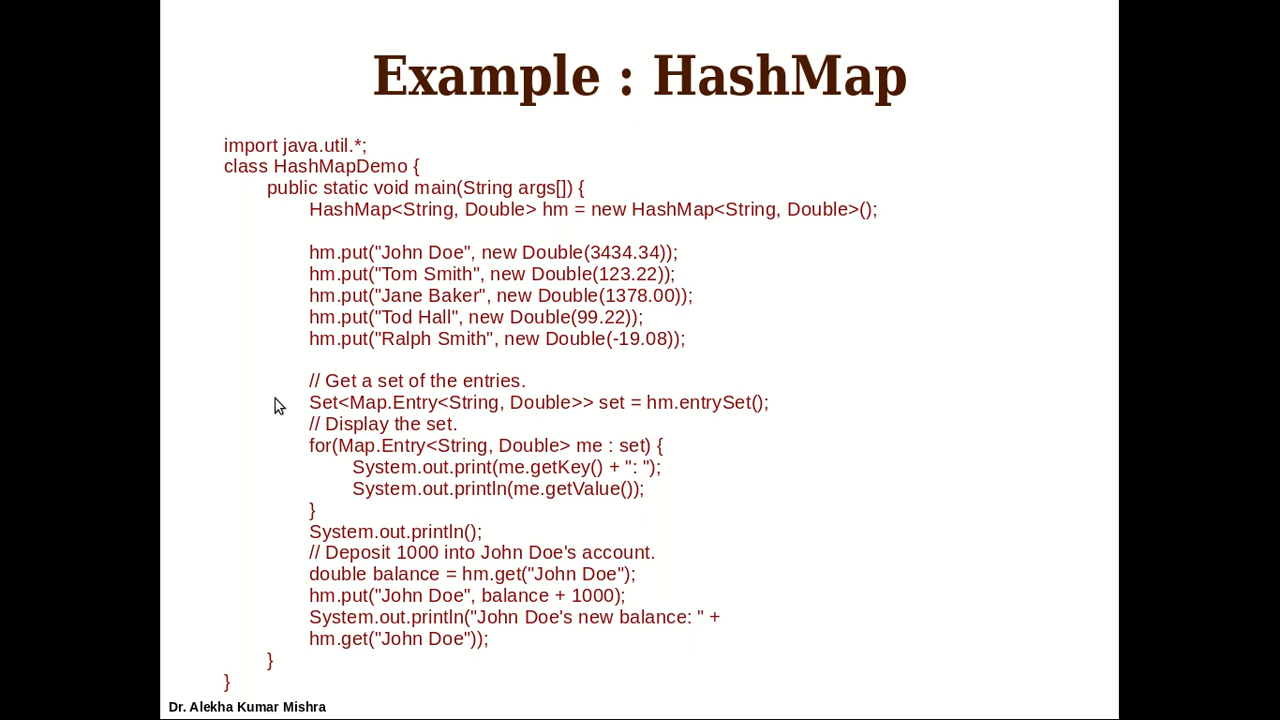 Example : HashMap
import java.util.*;
class HashMapDemo {
public static void main(String args[]) {
HashMap<String, Double> hm = new HashMap<String, Double>();
hm.put("John Doe", new Double(3434.34));
hm.put("Tom Smith", new Double(123.22));
hm.put("Jane Baker", new Double(1378.00));
hm.put("Tod Hall", new Double(99.22));
hm.put("Ralph Smith", new Double(-19.08));
// Get a set of the entries.
Set<Map.Entry<String, Double>> set = hm.entrySet();
// Display the set.
for(Map.Entry<String, Double> me : set) {
System.out.print(me.getKey() + ": ");
System.out.println(me.getValue());
}
System.out.println();
// Deposit 1000 into John Doe's account.
double balance = hm.get("John Doe");
hm.put("John Doe", balance + 1000);
System.out.println("John Doe's new balance: " +
hm.get("John Doe"));
}
}
Dr. Alekha Kumar Mishra